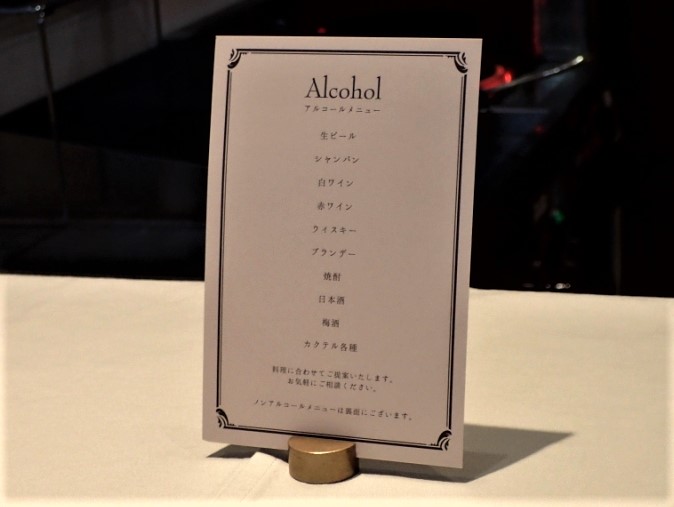 Alcohol
アルコールメニュー
生ビール
シャンパン
白ワイン
赤ワイン
ウィスキー
ブランデー
焼酎
日本酒
梅酒
カクテル各種
料理に合わせてご提案いたします。
お気軽にご相談ください。
ノンアルコールメニューは裏面にございます。